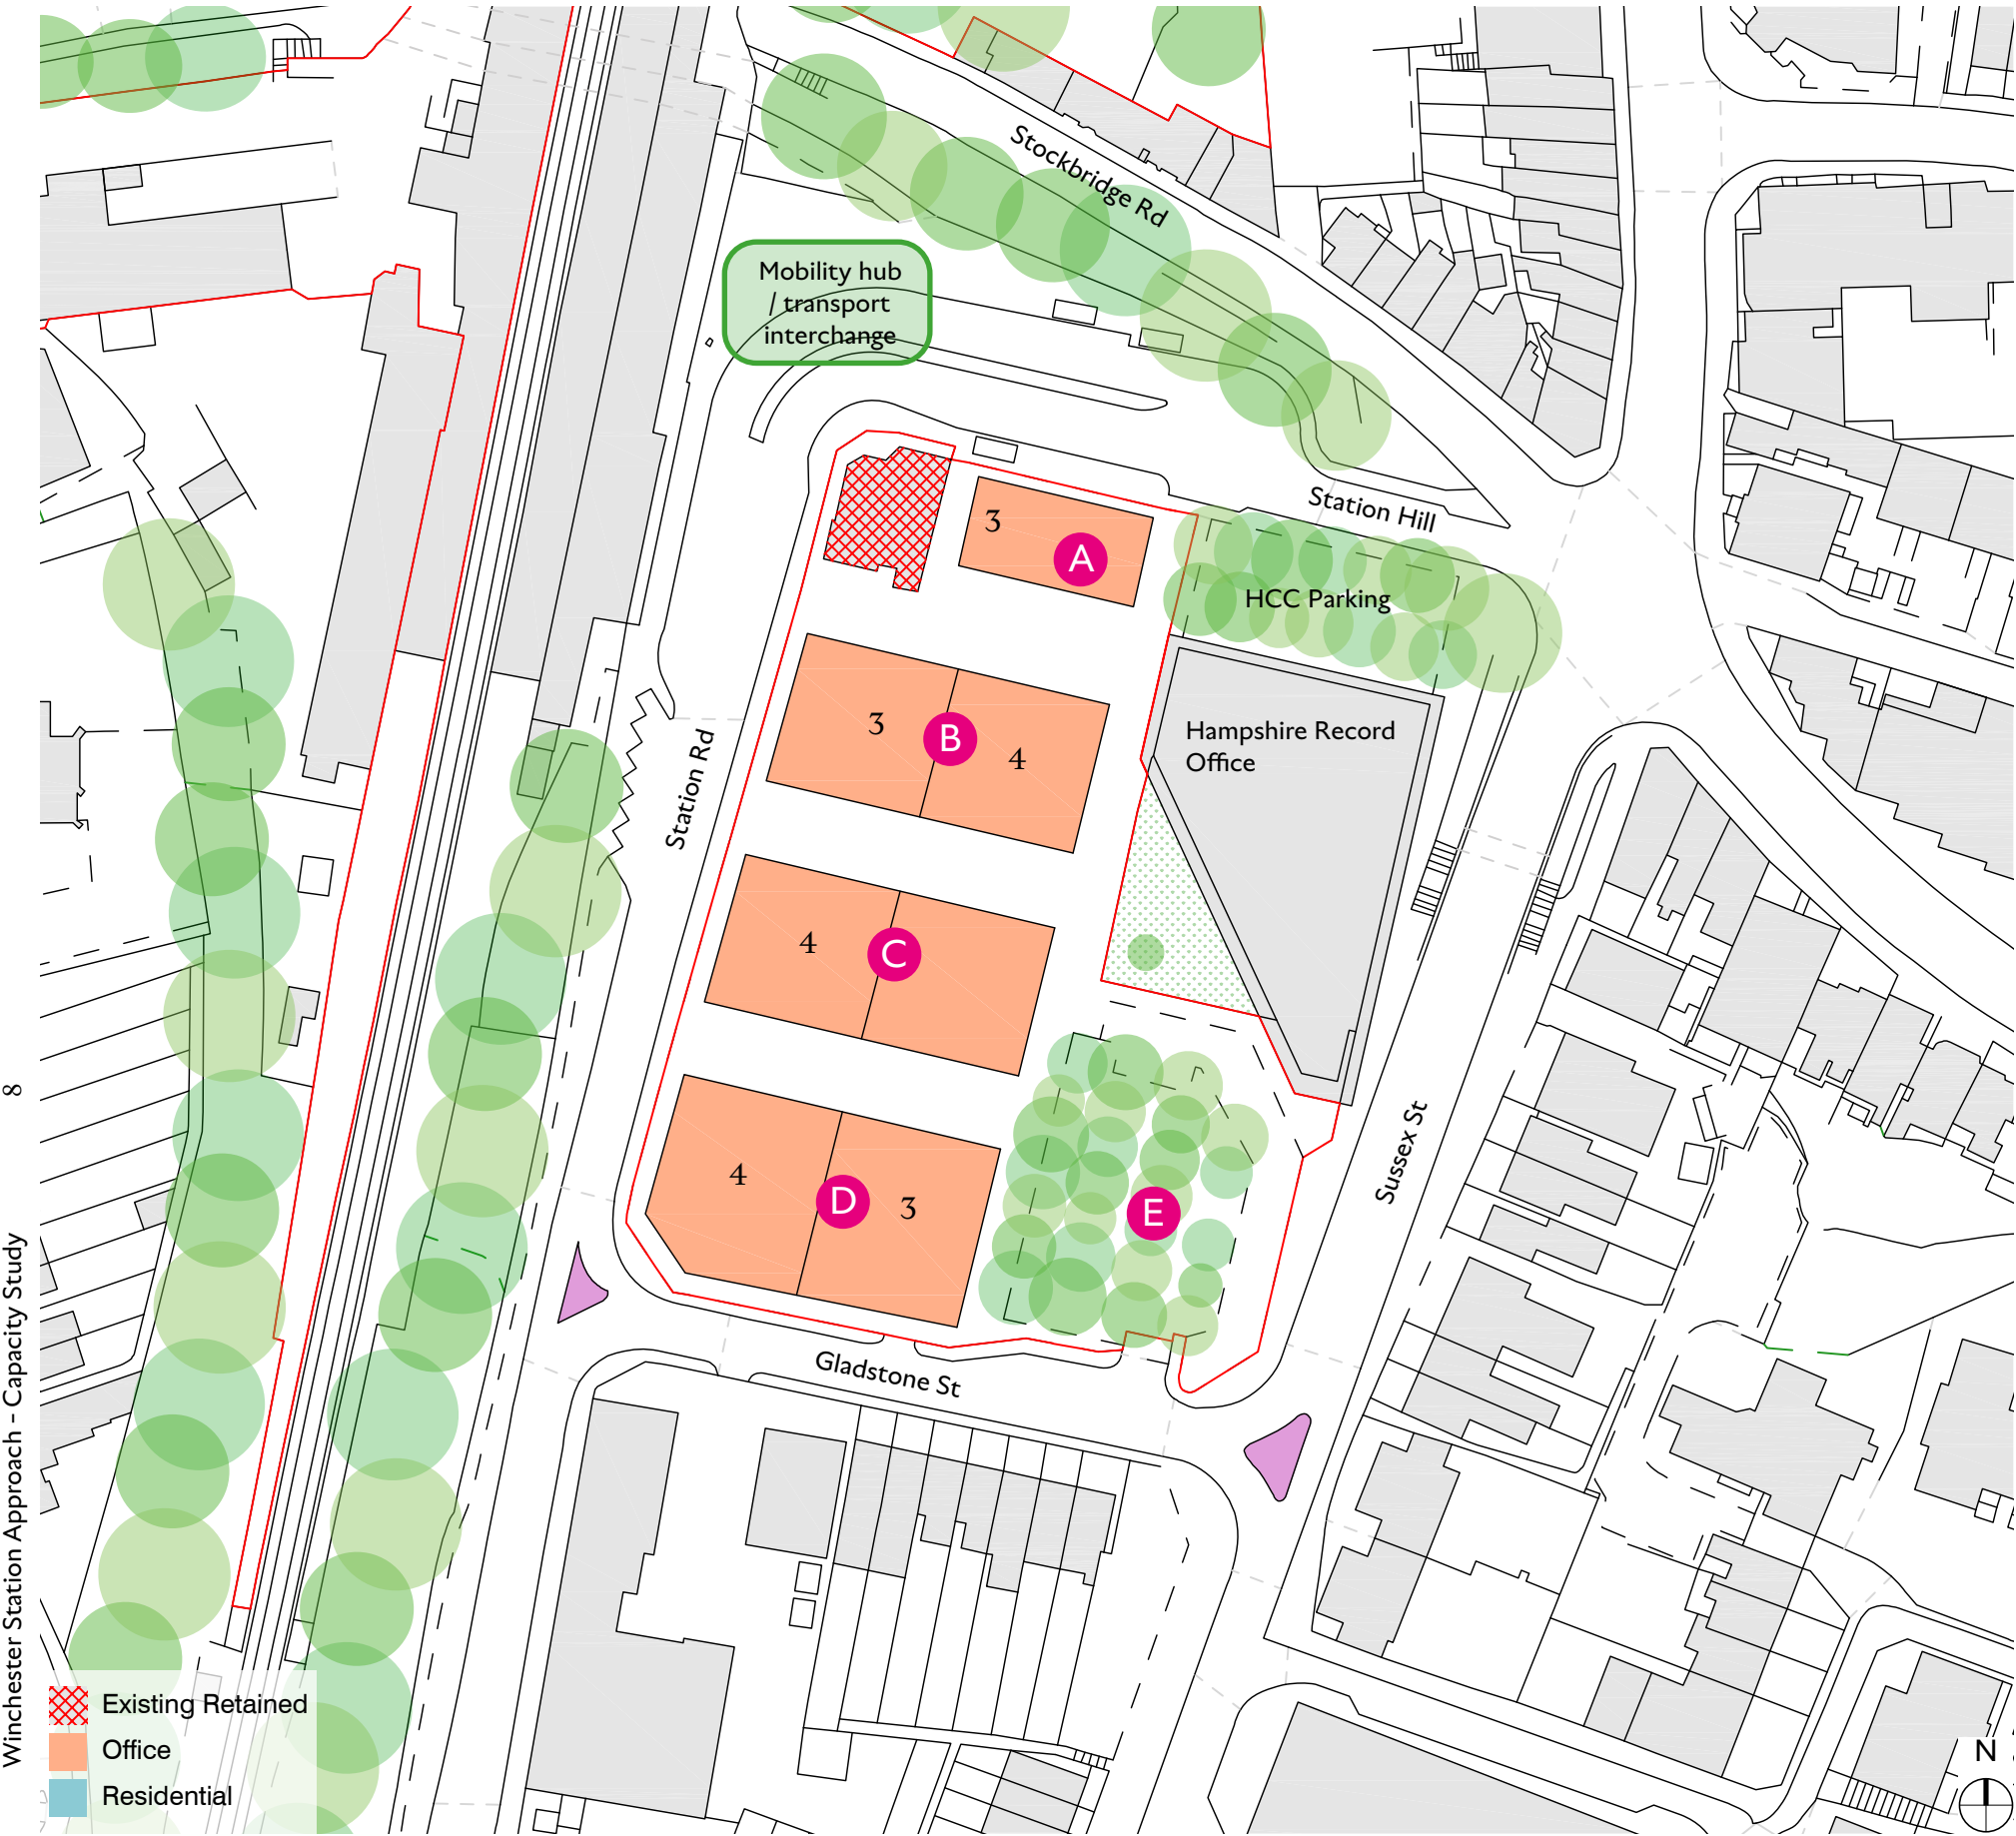 Stockbridge Rd
Mobility hub
/ transport
interchange
Station Hill
3
A
HCC Parking
Hampshire Record
Office
3
B
4
Station Rd
4
C
4
D
3
E
Sussex St
Gladstone St
8
Winchester Station Approach - Capacity Study
Existing Retained
Office
Residential
N